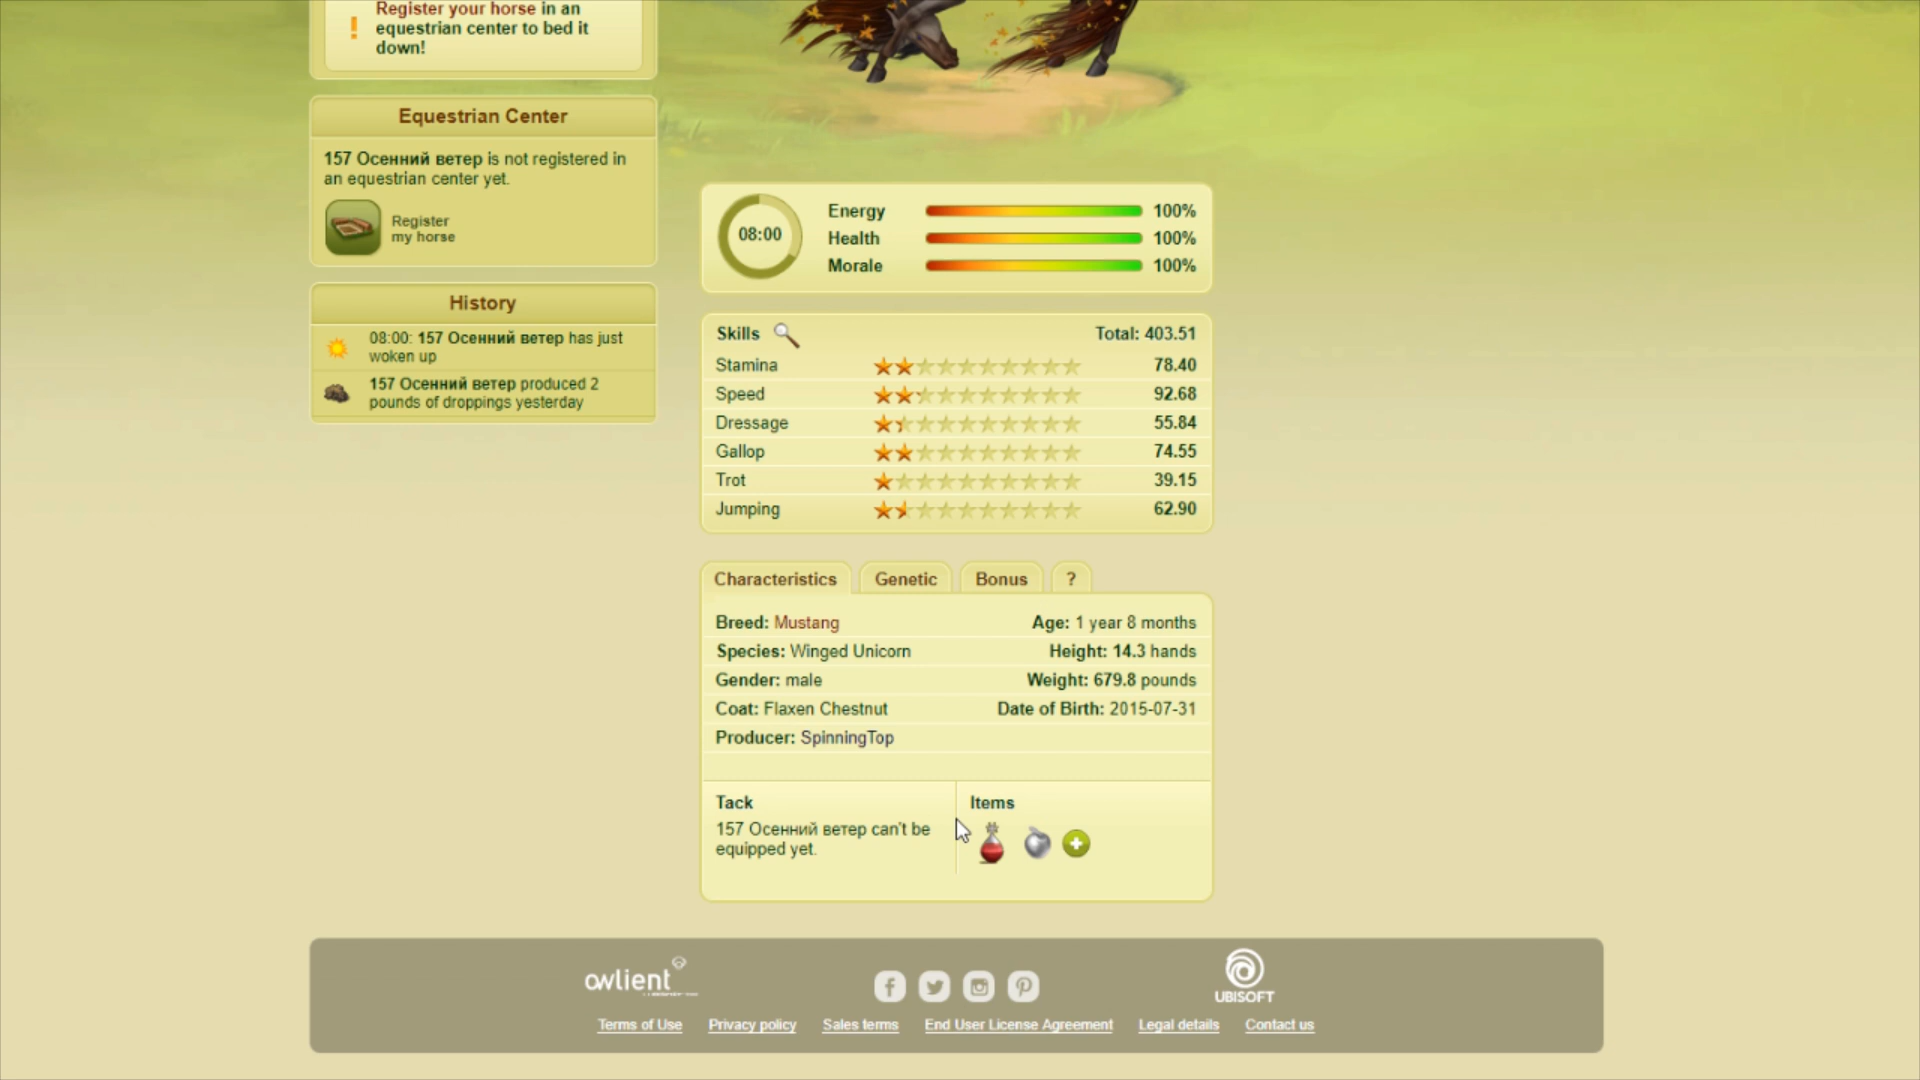 Register your horse in an
equestrian center to bed it
down!
Equestrian Center
157 Осенний ветер is not registered in
an equestrian center yet.
Register
my horse
History
08:00: 157 Осенний ветер has just
woken up
157 Осенний ветер produced 2
pounds of droppings yesterday
08:00
Energy 100%
Health 100%
Morale 100%
Skills Total: 403.51
Stamina 78.40
Speed 92.68
Dressage 55.84
Gallop 74.55
Trot 39.15
Jumping 62.90
Characteristics Genetic Bonus ?
Breed: Mustang Age: 1 year 8 months
Species: Winged Unicorn Height: 14.3 hands
Gender: male Weight: 679.8 pounds
Coat: Flaxen Chestnut Date of Birth: 2015-07-31
Producer: SpinningTop
Tack Items
157 Осенний ветер can't be
equipped yet.
owlient
UBISOFT
Terms of Use Privacy policy Sales terms End User License Agreement Legal details Contact us